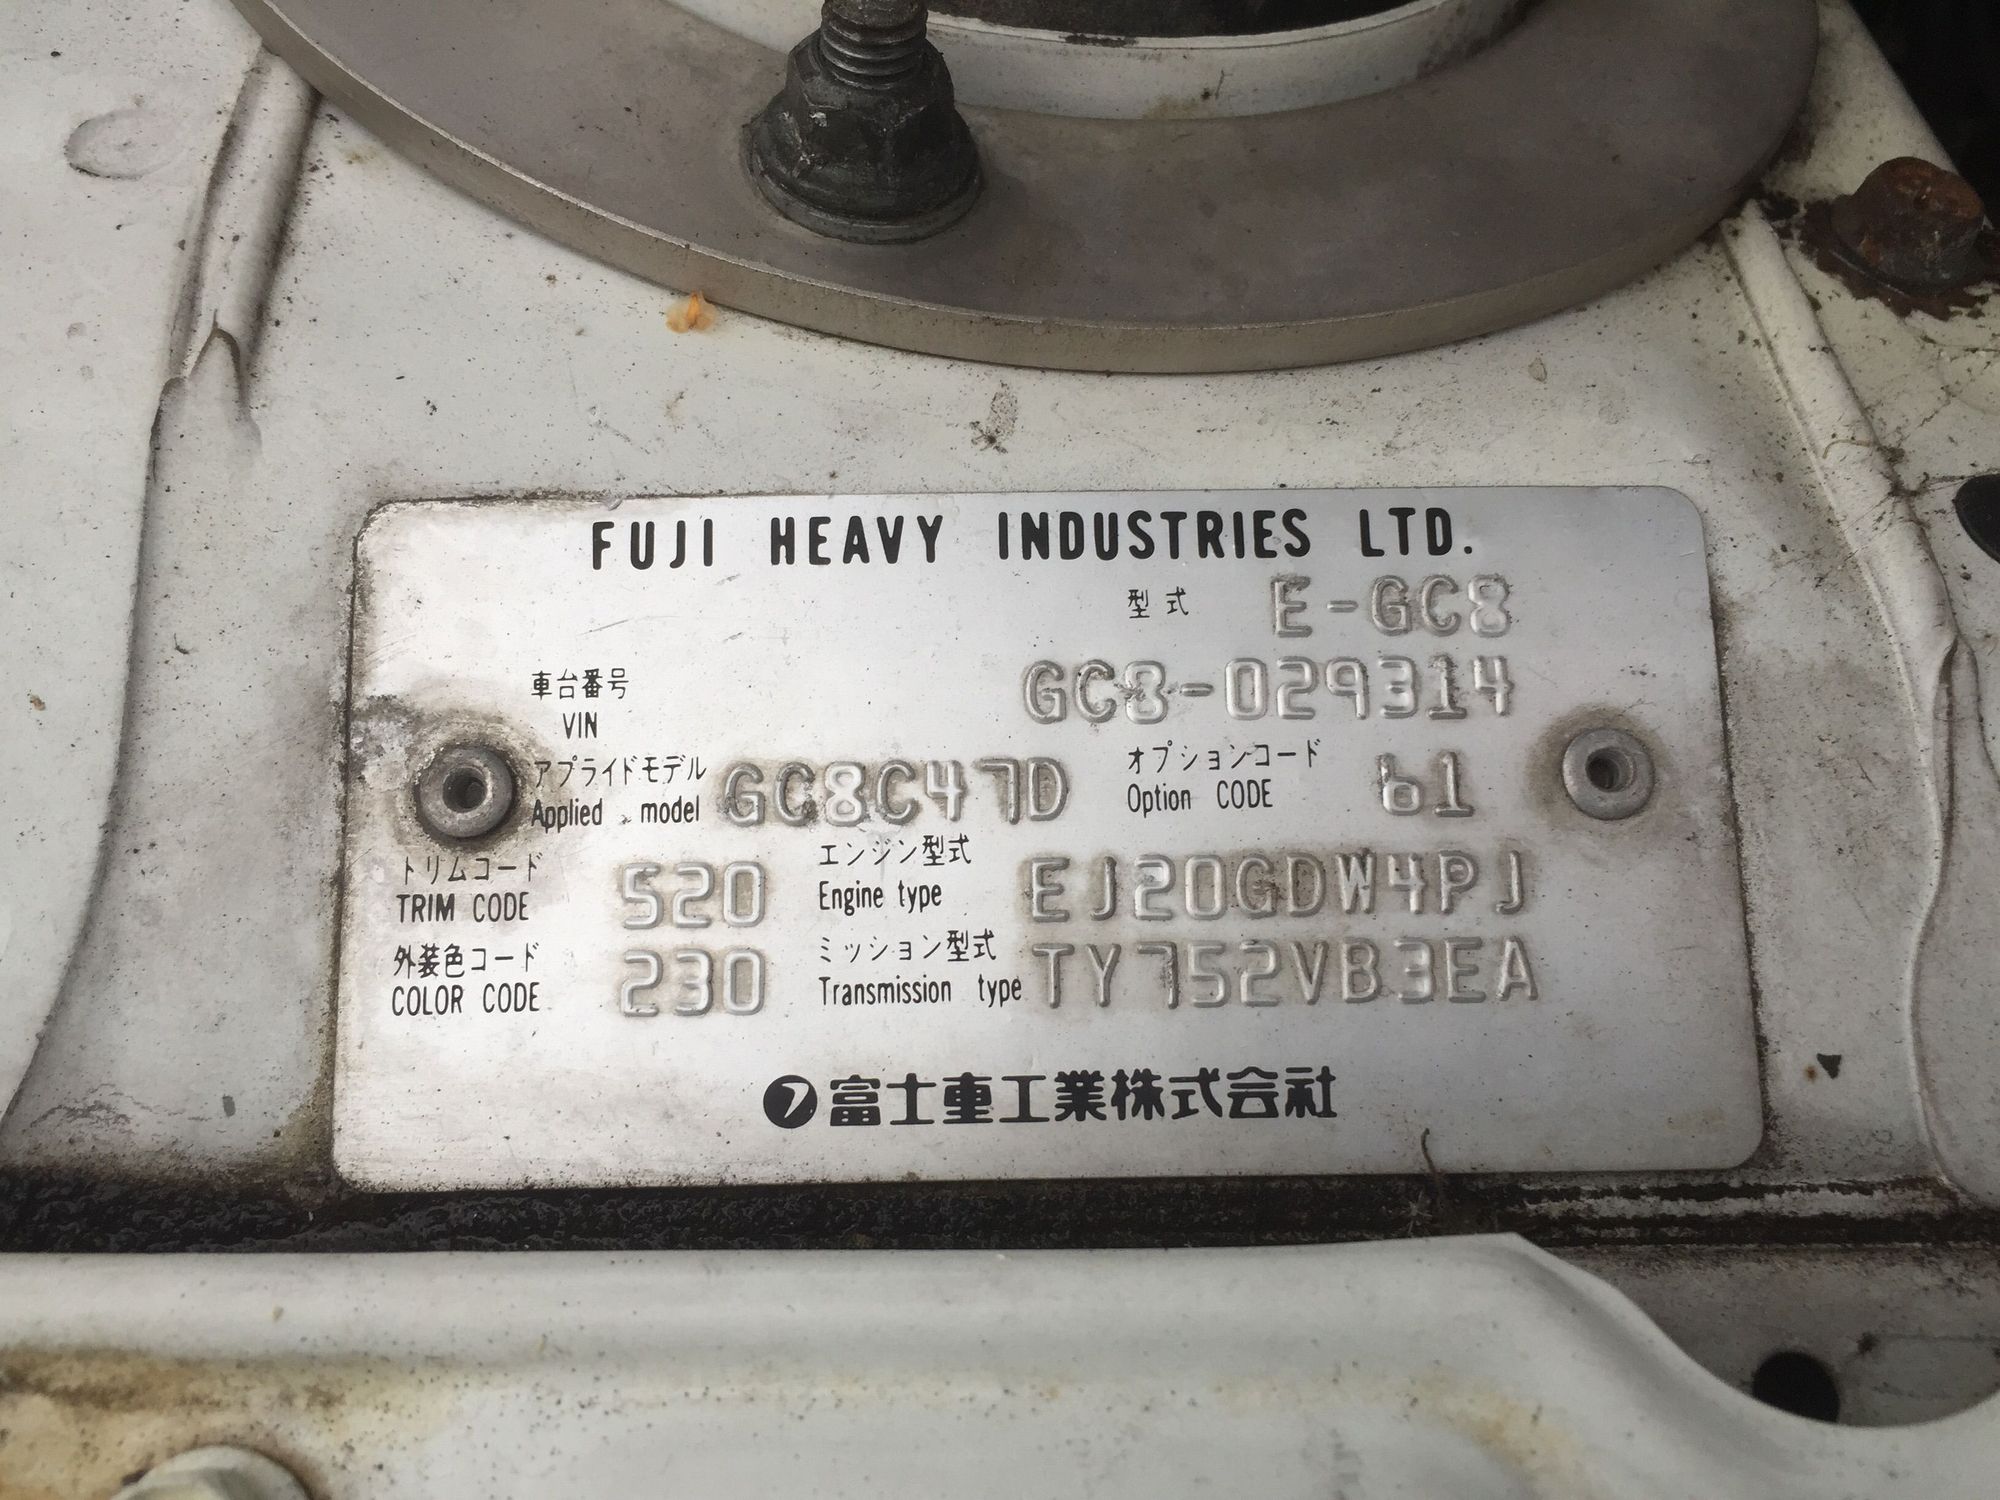 FUJI HEAVY INDUSTRIES LTD.
型式 E-GC8
車台番号
VIN GC8-029314
アプライドモデル オプションコード
Applied model GC8C47D Option CODE 61
トリムコード エンジン型式
TRIM CODE 520 Engine type EJ20GDW4PJ
外装色コード ミッション型式
COLOR CODE 230 Transmission type TY752VB3EA
富士重工業株式会社